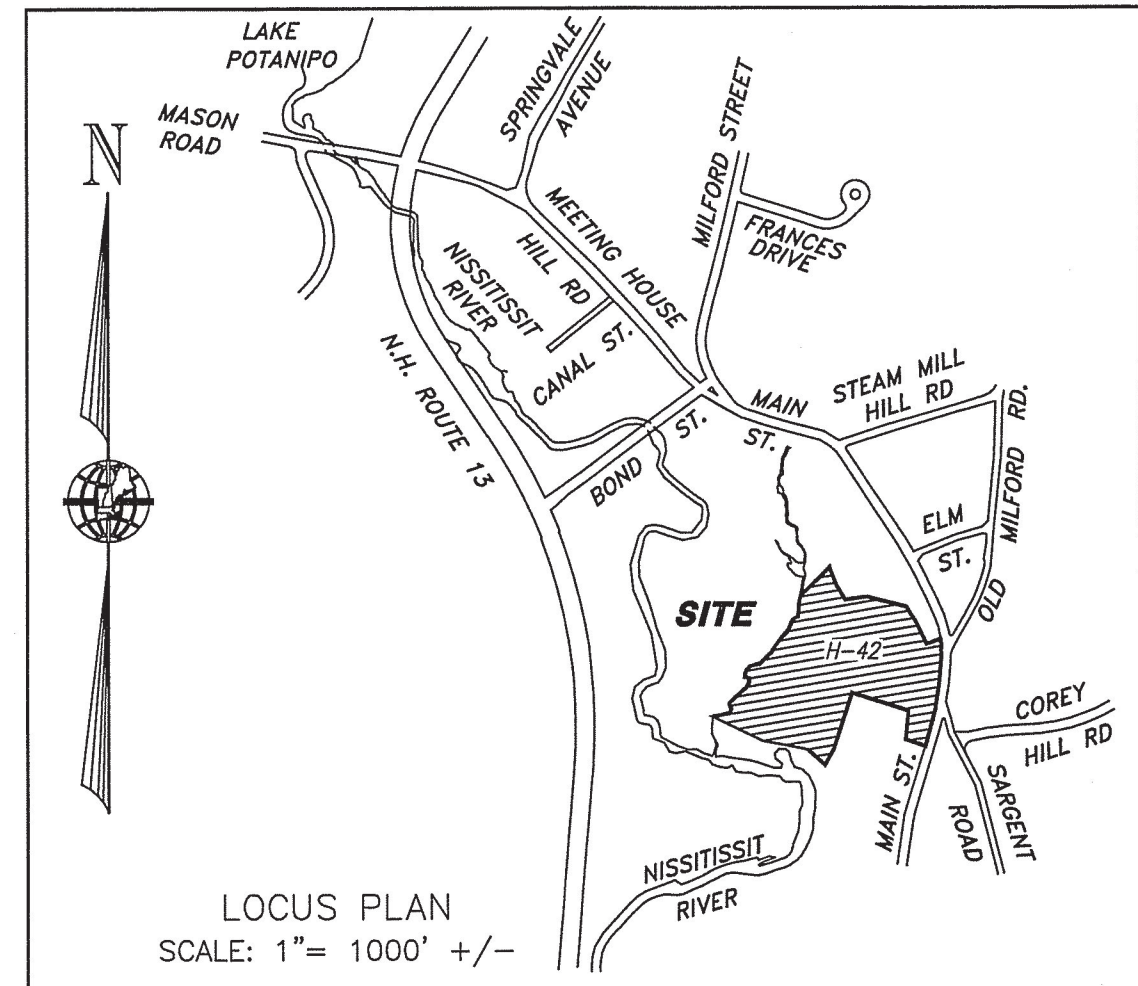 LAKE
POTANIPO
MASON
ROAD
N
SPRINGVALE
AVENUE
MILFORD STREET
FRANCES
DRIVE
MEETING HOUSE
HILL RD
NISSITISSIT
RIVER
CANAL ST.
N.H. ROUTE 13
MAIN
ST.
STEAM MILL
HILL RD
BOND ST.
ELM
ST.
OLD MILFORD RD.
SITE
H-42
COREY
HILL RD
MAIN ST.
SARGENT
ROAD
NISSITISSIT
RIVER
LOCUS PLAN
SCALE: 1"= 1000' +/-